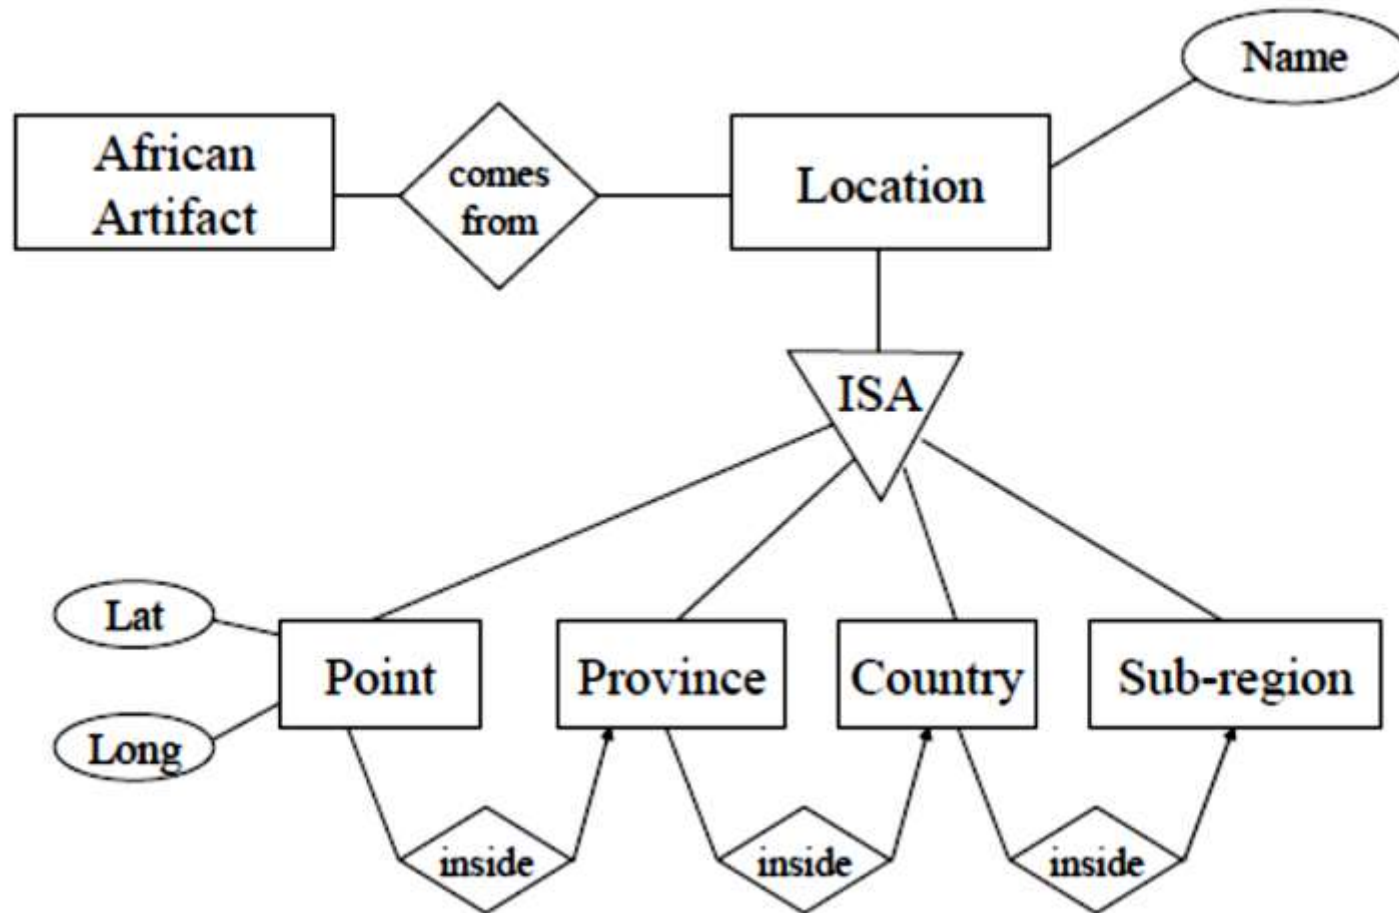 Name
African
Artifact
comes
from
Location
ISA
Lat
Long
Point
Province
Country
Sub-region
inside
inside
inside